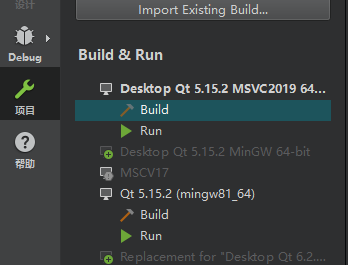 设计
Import Existing Build...
Debug
Build & Run
Desktop Qt 5.15.2 MSVC2019 64...
项目
Build
Run
帮助
Desktop Qt 5.15.2 MinGW 64-bit
MSCV17
Qt 5.15.2 (mingw81_64)
Build
Run
Replacement for "Desktop Qt 6.2....